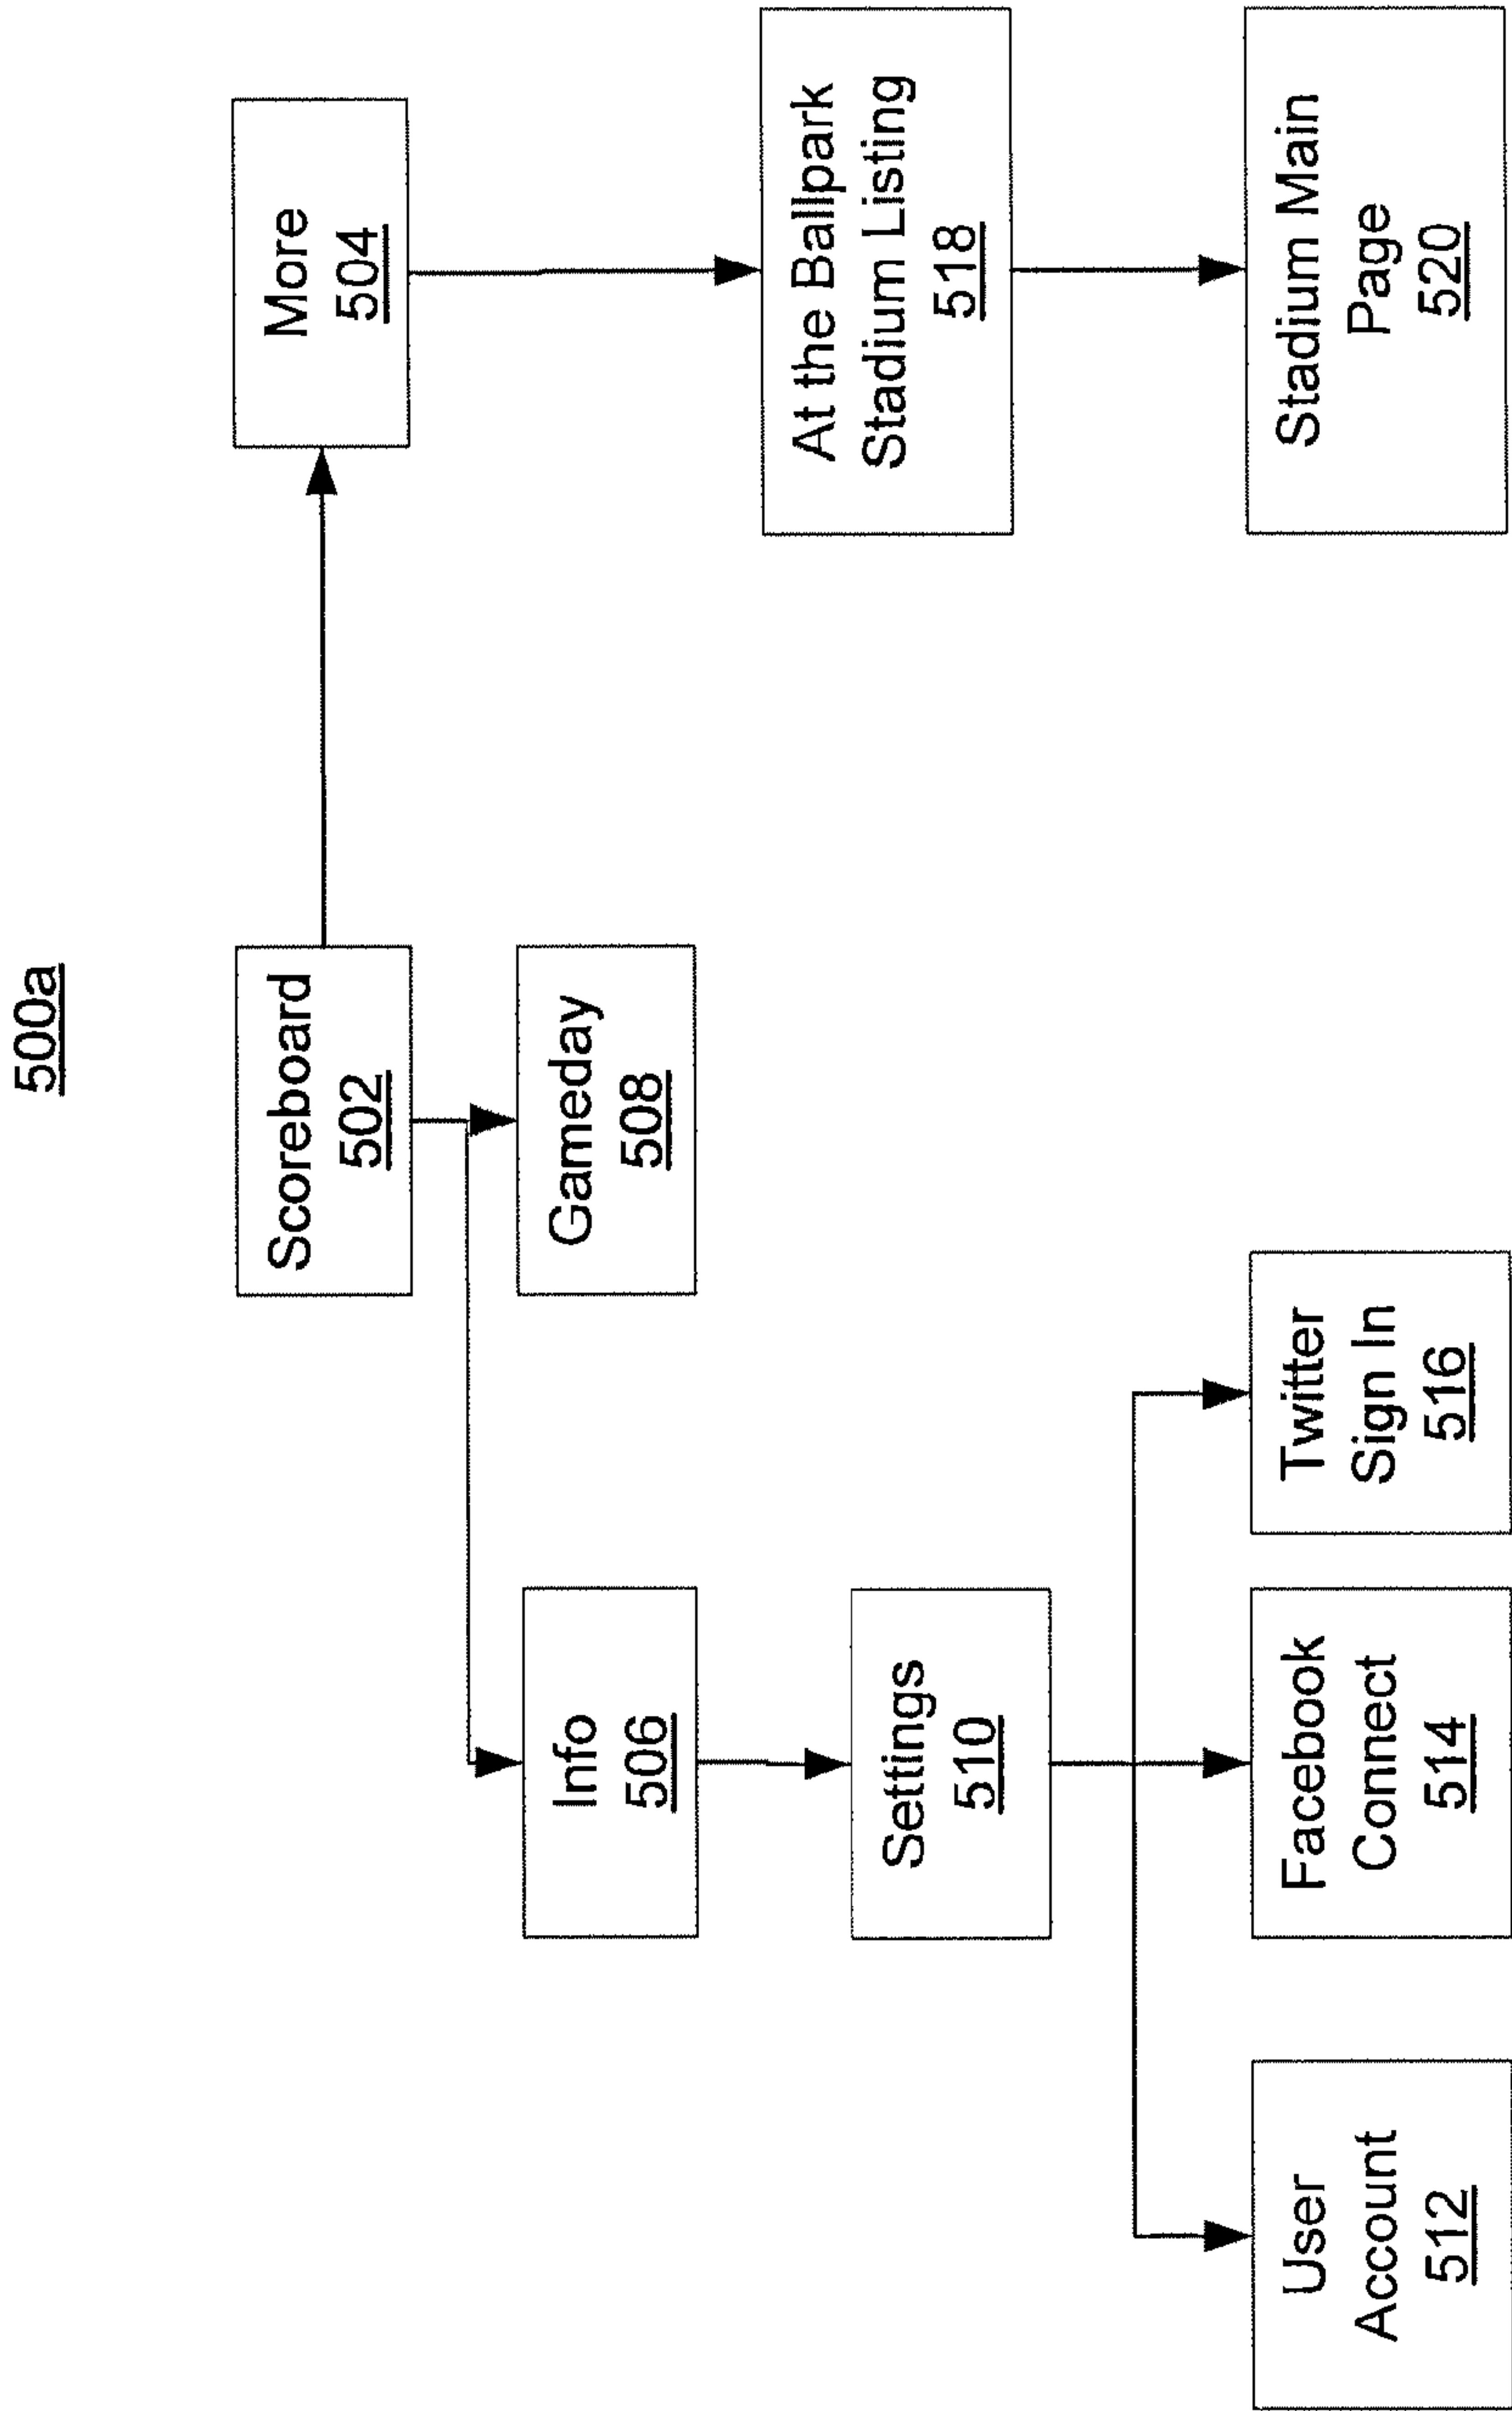 500a
Scoreboard
502
More
504
Info
506
Gameday
508
Settings
510
At the Ballpark
Stadium Listing
518
User
Account
512
Facebook
Connect
514
Twitter
Sign In
516
Stadium Main
Page
520